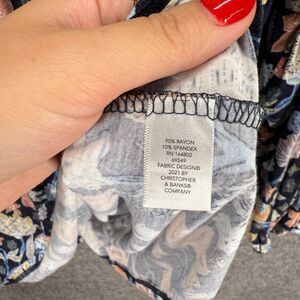 90% RAYON
10% SPANDEX
RN 164802
69549
FABRIC DESIGN©
2021 BY
CHRISTOPHER
& BANKS®
COMPANY